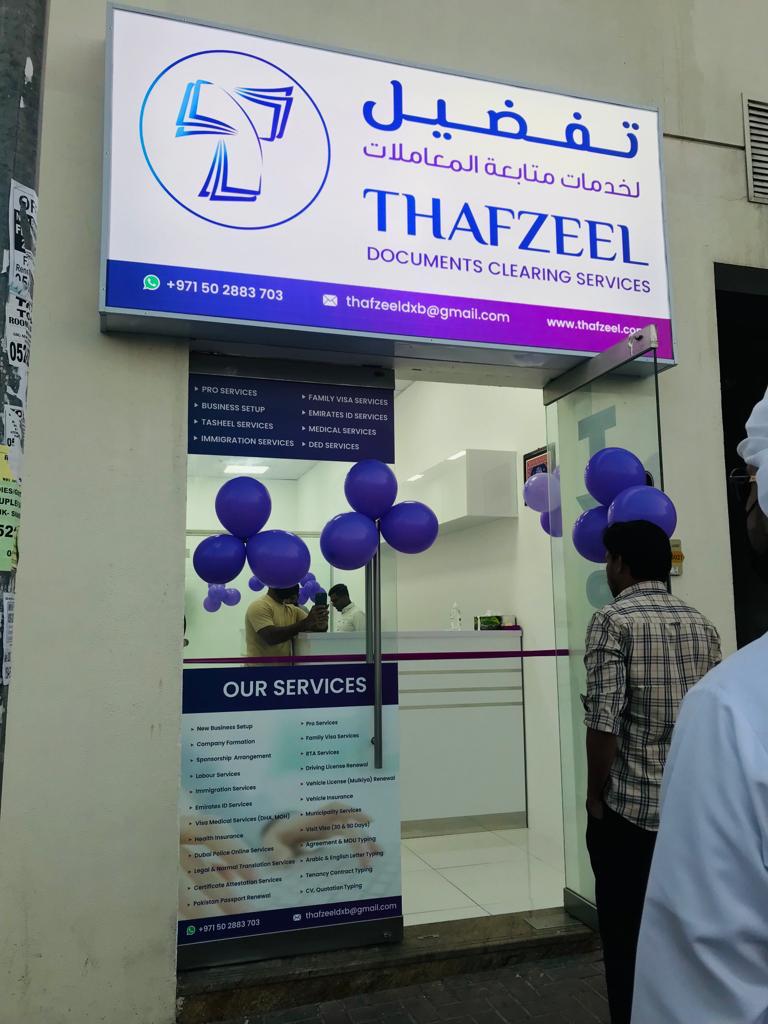 تفضيل
لخدمات متابعة المعاملات
THAFZEEL
DOCUMENTS CLEARING SERVICES
+971 50 2883 703
thafzeeldxb@gmail.com
www.thafzeel.com
PRO SERVICES
BUSINESS SETUP
TASHEEL SERVICES
IMMIGRATION SERVICES
FAMILY VISA SERVICES
EMIRATES ID SERVICES
MEDICAL SERVICES
DED SERVICES
OUR SERVICES
New Business Setup
Company Formation
Sponsorship Arrangement
Labour Services
Immigration Services
Emirates ID Services
Visa Medical Services (DHA, MOH)
Health Insurance
Dubai Police Online Services
Legal & Normal Translation Services
Certificate Attestation Services
Pakistan Passport Renewal
Pro Services
Family Visa Services
RTA Services
Driving License Renewal
Vehicle License (Mulkiya) Renewal
Vehicle Insurance
Municipality Services
Visit Visa (30 & 90 Days)
Agreement & MOU Typing
Arabic & English Letter Typing
Tenancy Contract Typing
CV, Quotation Typing
+971 50 2883 703
thafzeeldxb@gmail.com